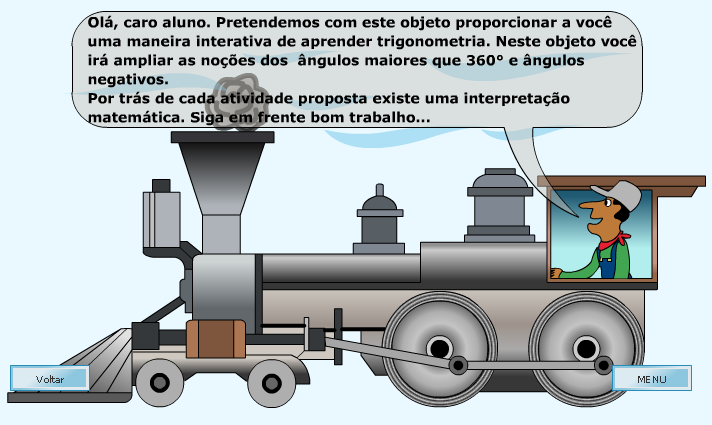 Olá, caro aluno. Pretendemos com este objeto proporcionar a você
uma maneira interativa de aprender trigonometria. Neste objeto você
irá ampliar as noções dos  ângulos maiores que 360° e ângulos
negativos.
Por trás de cada atividade proposta existe uma interpretação
matemática. Siga em frente bom trabalho...
Voltar
MENU